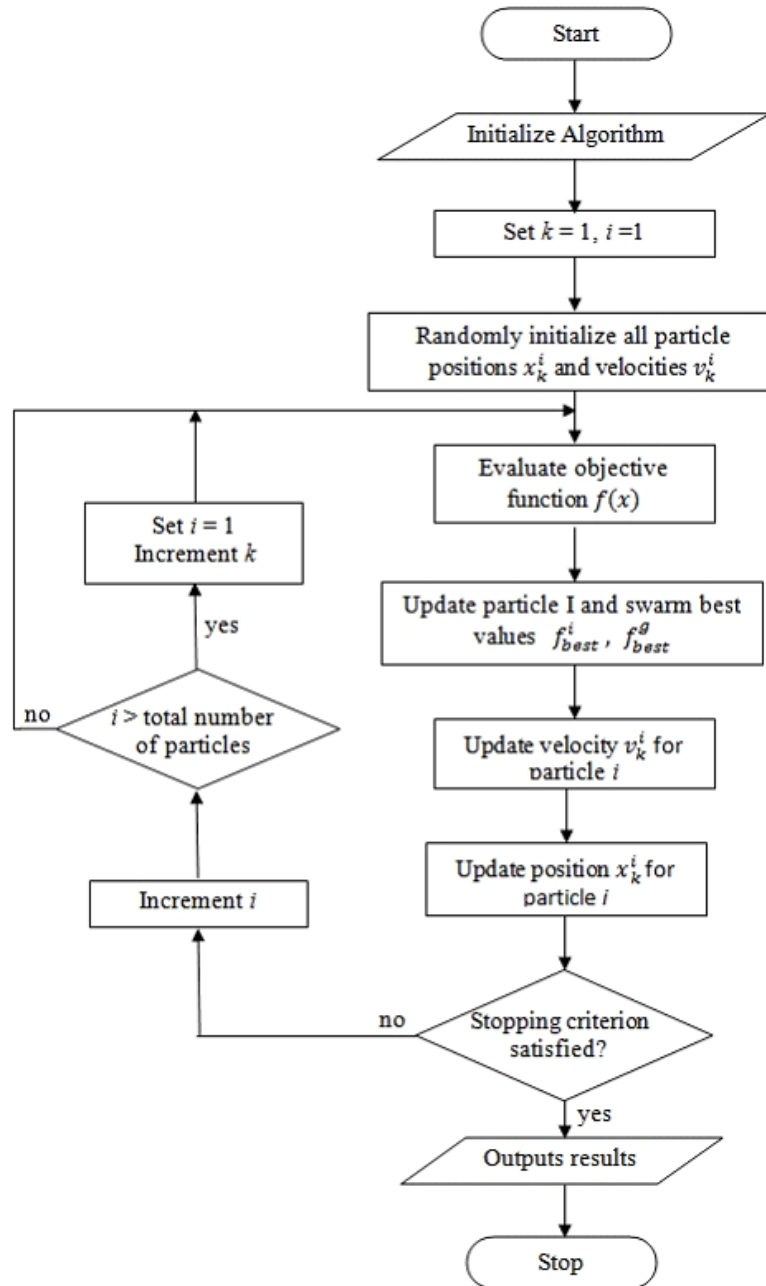 Start
Initialize Algorithm
Set k = 1, i =1
Randomly initialize all particle
positions x_k^i and velocities v_k^i
Evaluate objective
function f(x)
Set i = 1
Increment k
Update particle I and swarm best
values f_best^i , f_best^g
yes
no
i > total number
of particles
Update velocity v_k^i for
particle i
Update position x_k^i for
particle i
Increment i
no
Stopping criterion
satisfied?
yes
Outputs results
Stop